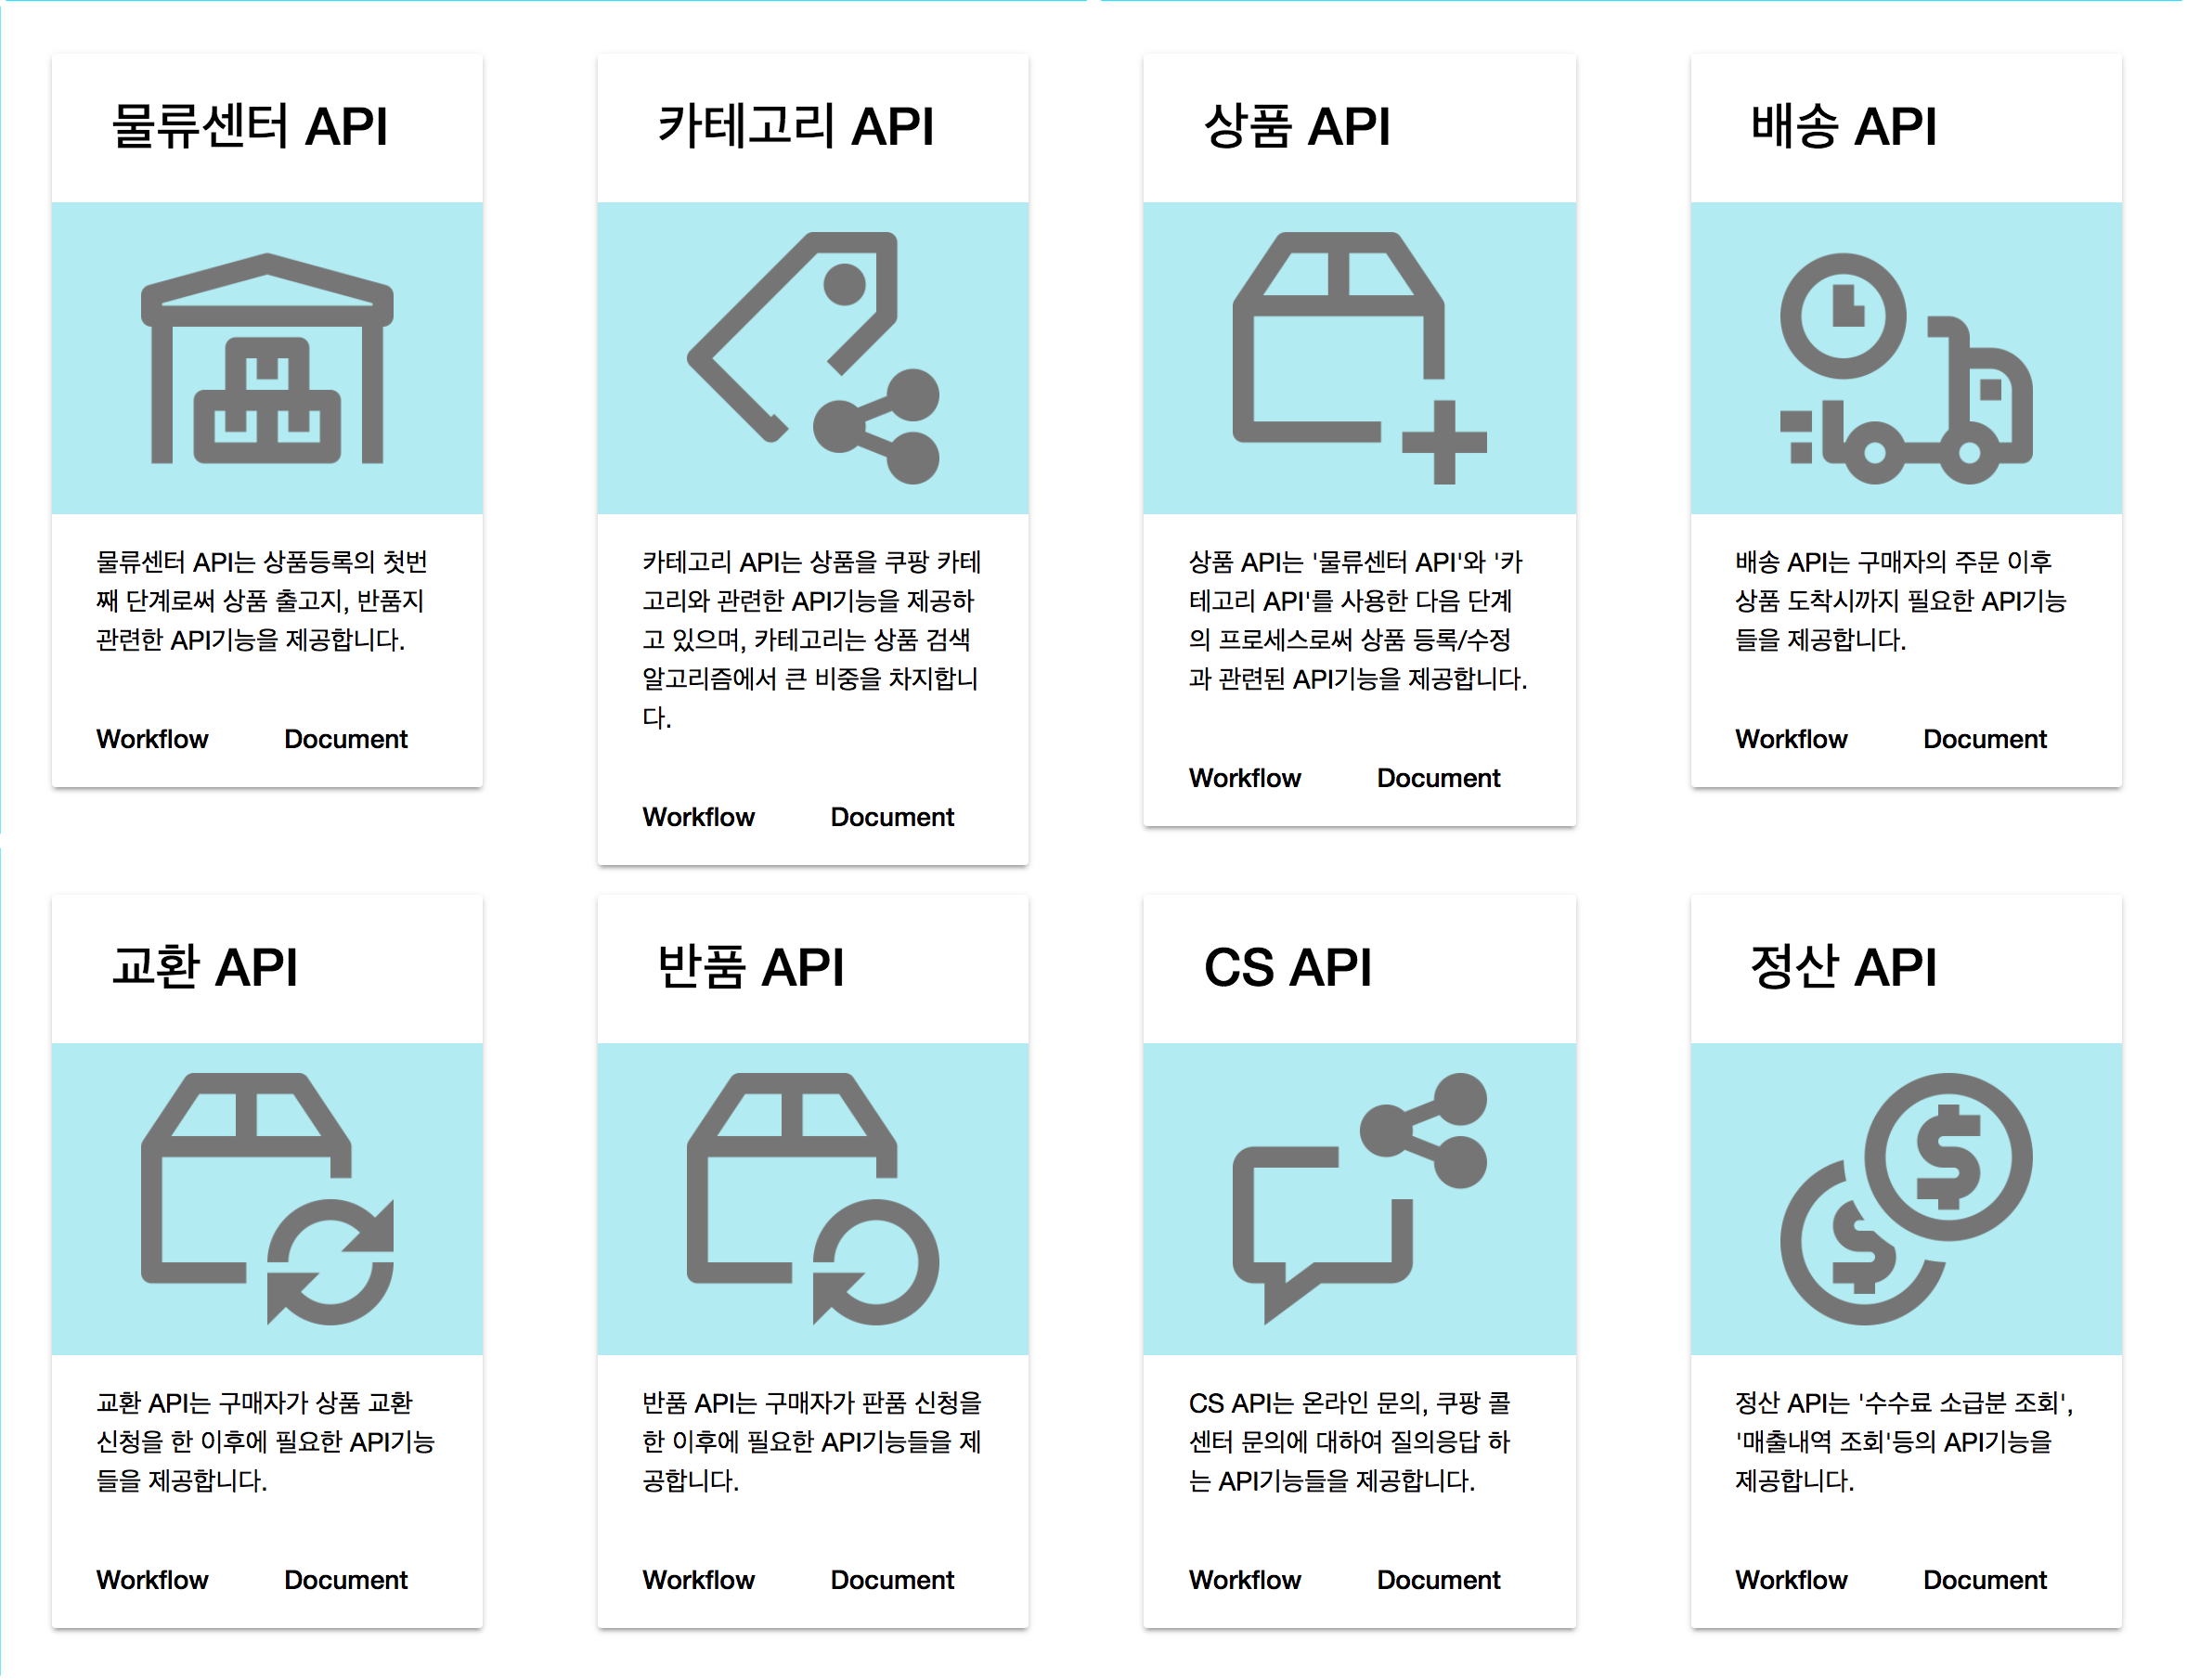 물류센터 API
물류센터 API는 상품등록의 첫번
째 단계로써 상품 출고지, 반품지
관련한 API기능을 제공합니다.
Workflow Document
카테고리 API
카테고리 API는 상품을 쿠팡 카테
고리와 관련한 API기능을 제공하
고 있으며, 카테고리는 상품 검색
알고리즘에서 큰 비중을 차지합니
다.
Workflow Document
상품 API
상품 API는 '물류센터 API'와 '카
테고리 API'를 사용한 다음 단계
의 프로세스로써 상품 등록/수정
과 관련된 API기능을 제공합니다.
Workflow Document
배송 API
배송 API는 구매자의 주문 이후
상품 도착시까지 필요한 API기능
들을 제공합니다.
Workflow Document
교환 API
교환 API는 구매자가 상품 교환
신청을 한 이후에 필요한 API기능
들을 제공합니다.
Workflow Document
반품 API
반품 API는 구매자가 판품 신청을
한 이후에 필요한 API기능들을 제
공합니다.
Workflow Document
CS API
CS API는 온라인 문의, 쿠팡 콜
센터 문의에 대하여 질의응답 하
는 API기능들을 제공합니다.
Workflow Document
정산 API
정산 API는 '수수료 소급분 조회',
'매출내역 조회'등의 API기능을
제공합니다.
Workflow Document